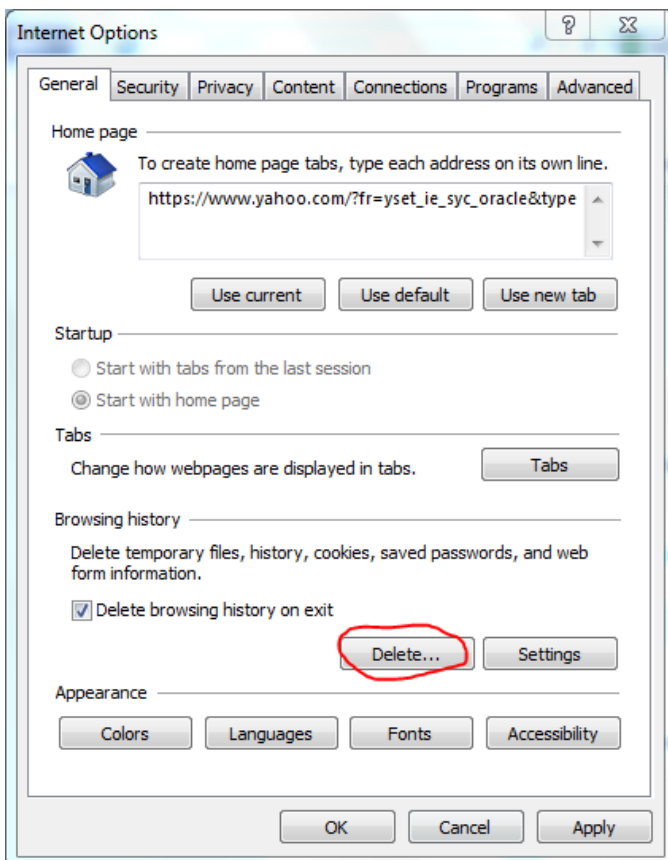 Internet Options
General Security Privacy Content Connections Programs Advanced
Home page
To create home page tabs, type each address on its own line.
https://www.yahoo.com/?fr=yset_ie_syc_oracle&type
Use current Use default Use new tab
Startup
Start with tabs from the last session
Start with home page
Tabs
Change how webpages are displayed in tabs. Tabs
Browsing history
Delete temporary files, history, cookies, saved passwords, and web
form information.
Delete browsing history on exit
Delete... Settings
Appearance
Colors Languages Fonts Accessibility
OK Cancel Apply